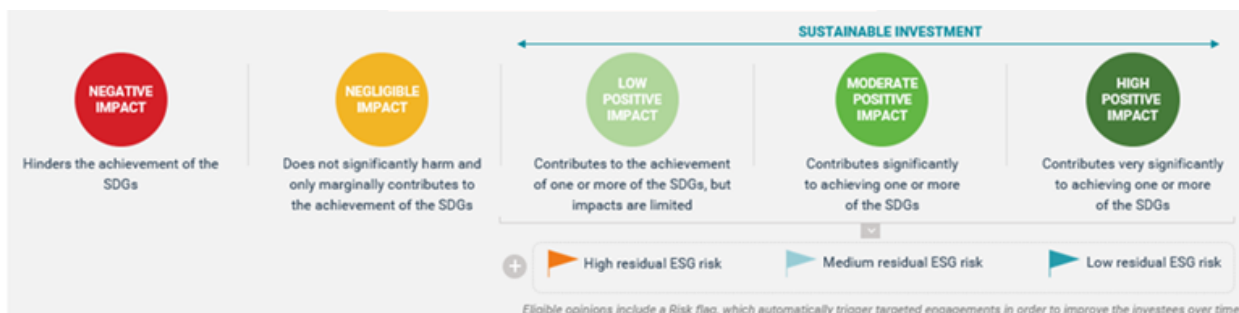 SUSTAINABLE INVESTMENT
NEGATIVE
IMPACT
Hinders the achievement of the
SDGs
NEGLIGIBLE
IMPACT
Does not significantly harm and
only marginally contributes to
the achievement of the SDGs
LOW
POSITIVE
IMPACT
Contributes to the achievement
of one or more of the SDGs, but
impacts are limited
MODERATE
POSITIVE
IMPACT
Contributes significantly
to achieving one or more
of the SDGs
HIGH
POSITIVE
IMPACT
Contributes very significantly
to achieving one or more
of the SDGs
High residual ESG risk
Medium residual ESG risk
Low residual ESG risk
Eligible opinions include a Risk flag, which automatically trigger targeted engagements in order to improve the investees over time